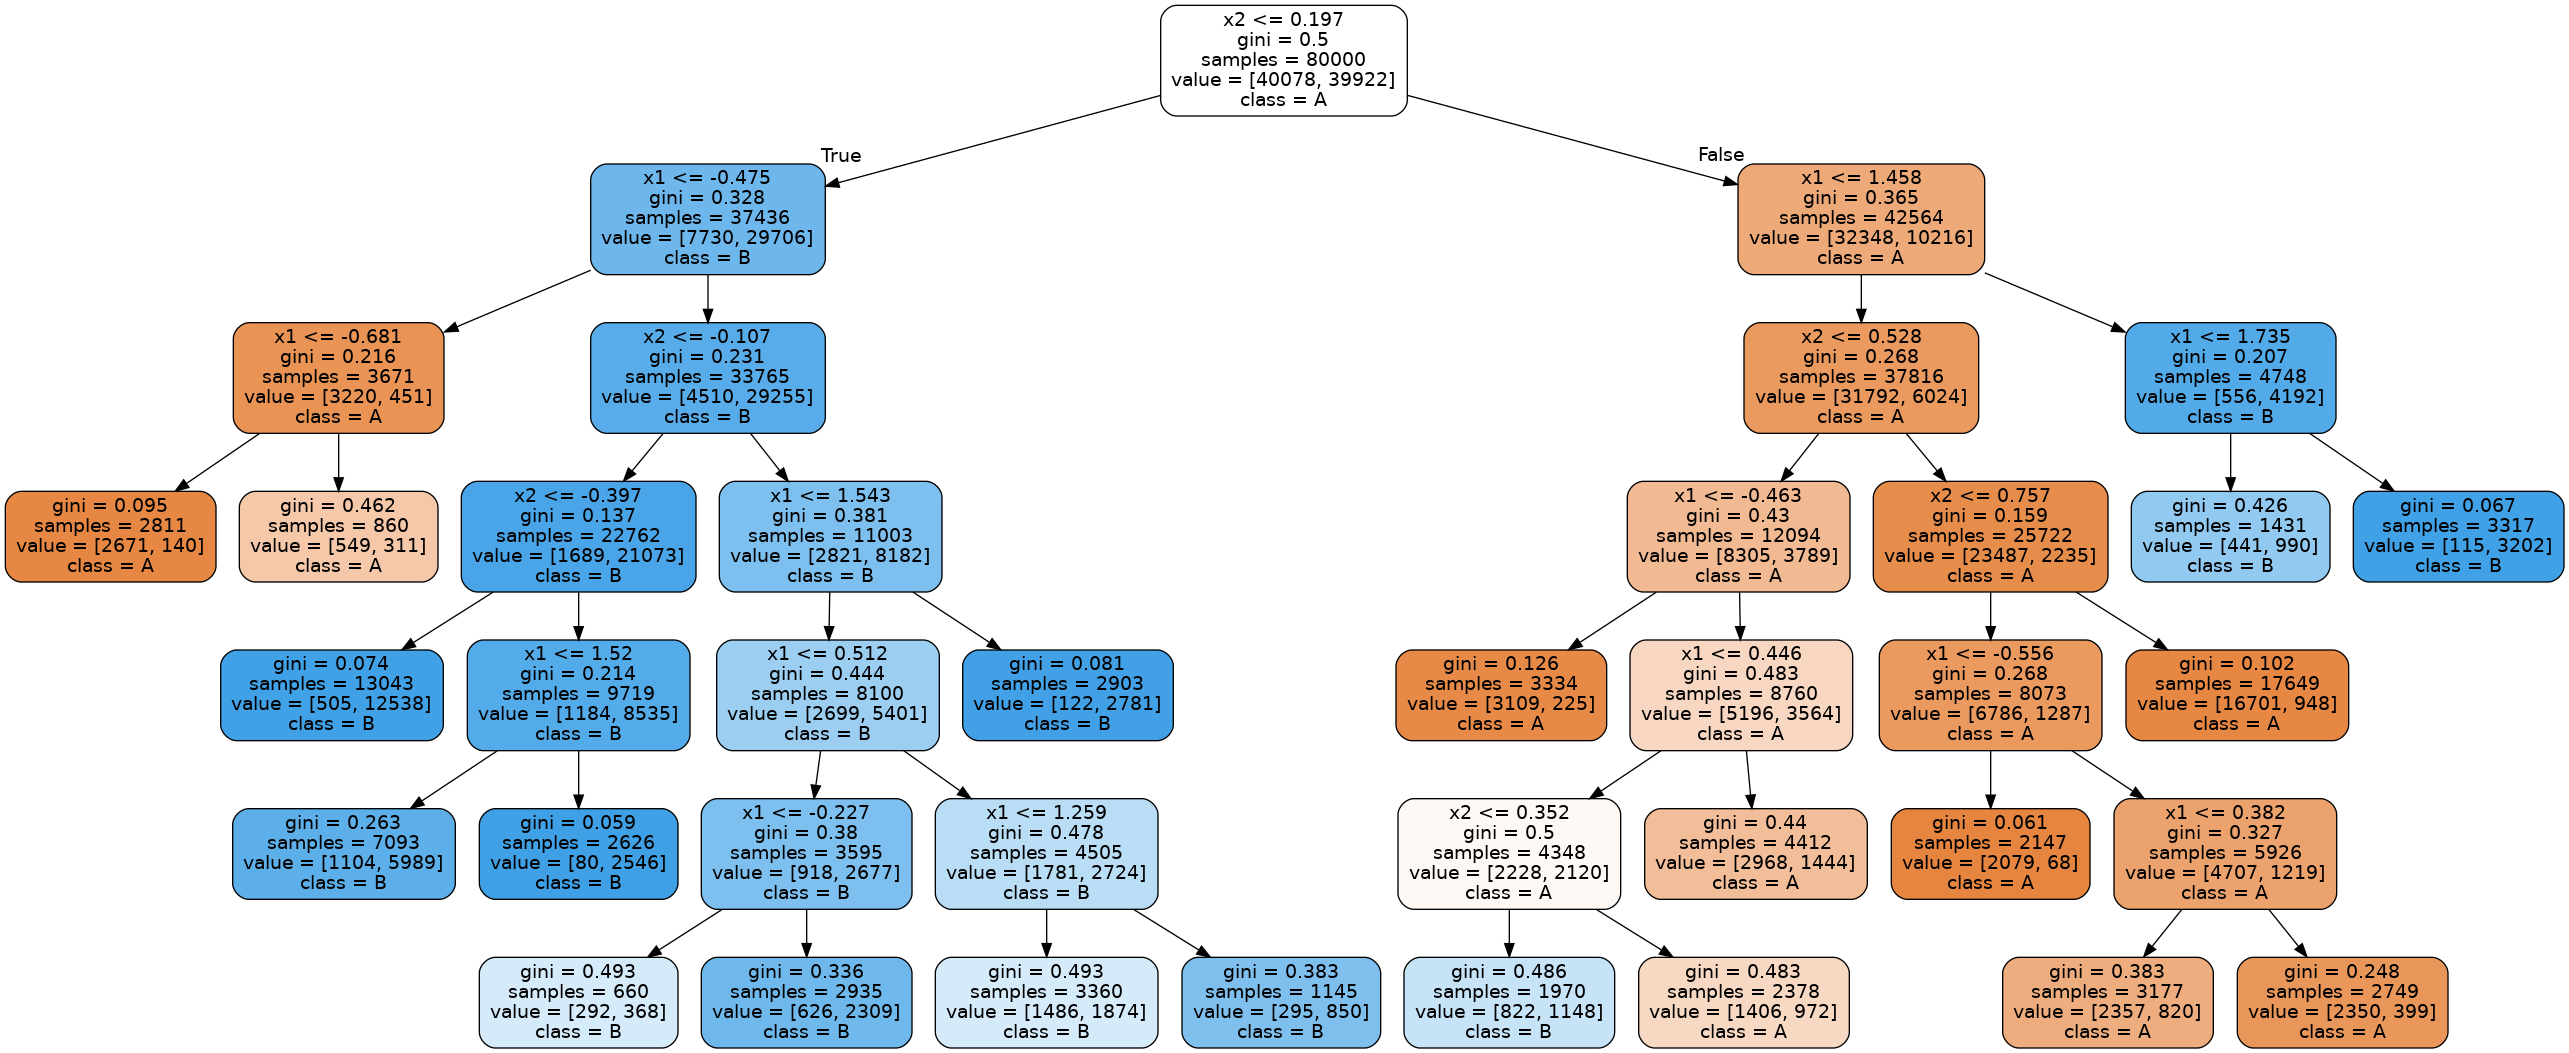 x2 <= 0.197
gini = 0.5
samples = 80000
value = [40078, 39922]
class = A
True
False
x1 <= -0.475
gini = 0.328
samples = 37436
value = [7730, 29706]
class = B
x1 <= 1.458
gini = 0.365
samples = 42564
value = [32348, 10216]
class = A
x1 <= -0.681
gini = 0.216
samples = 3671
value = [3220, 451]
class = A
x2 <= -0.107
gini = 0.231
samples = 33765
value = [4510, 29255]
class = B
x2 <= 0.528
gini = 0.268
samples = 37816
value = [31792, 6024]
class = A
x1 <= 1.735
gini = 0.207
samples = 4748
value = [556, 4192]
class = B
gini = 0.095
samples = 2811
value = [2671, 140]
class = A
gini = 0.462
samples = 860
value = [549, 311]
class = A
x2 <= -0.397
gini = 0.137
samples = 22762
value = [1689, 21073]
class = B
x1 <= 1.543
gini = 0.381
samples = 11003
value = [2821, 8182]
class = B
x1 <= -0.463
gini = 0.43
samples = 12094
value = [8305, 3789]
class = A
x2 <= 0.757
gini = 0.159
samples = 25722
value = [23487, 2235]
class = A
gini = 0.426
samples = 1431
value = [441, 990]
class = B
gini = 0.067
samples = 3317
value = [115, 3202]
class = B
gini = 0.074
samples = 13043
value = [505, 12538]
class = B
x1 <= 1.52
gini = 0.214
samples = 9719
value = [1184, 8535]
class = B
x1 <= 0.512
gini = 0.444
samples = 8100
value = [2699, 5401]
class = B
gini = 0.081
samples = 2903
value = [122, 2781]
class = B
gini = 0.126
samples = 3334
value = [3109, 225]
class = A
x1 <= 0.446
gini = 0.483
samples = 8760
value = [5196, 3564]
class = A
x1 <= -0.556
gini = 0.268
samples = 8073
value = [6786, 1287]
class = A
gini = 0.102
samples = 17649
value = [16701, 948]
class = A
gini = 0.263
samples = 7093
value = [1104, 5989]
class = B
gini = 0.059
samples = 2626
value = [80, 2546]
class = B
x1 <= -0.227
gini = 0.38
samples = 3595
value = [918, 2677]
class = B
x1 <= 1.259
gini = 0.478
samples = 4505
value = [1781, 2724]
class = B
x2 <= 0.352
gini = 0.5
samples = 4348
value = [2228, 2120]
class = A
gini = 0.44
samples = 4412
value = [2968, 1444]
class = A
gini = 0.061
samples = 2147
value = [2079, 68]
class = A
x1 <= 0.382
gini = 0.327
samples = 5926
value = [4707, 1219]
class = A
gini = 0.493
samples = 660
value = [292, 368]
class = B
gini = 0.336
samples = 2935
value = [626, 2309]
class = B
gini = 0.493
samples = 3360
value = [1486, 1874]
class = B
gini = 0.383
samples = 1145
value = [295, 850]
class = B
gini = 0.486
samples = 1970
value = [822, 1148]
class = B
gini = 0.483
samples = 2378
value = [1406, 972]
class = A
gini = 0.383
samples = 3177
value = [2357, 820]
class = A
gini = 0.248
samples = 2749
value = [2350, 399]
class = A